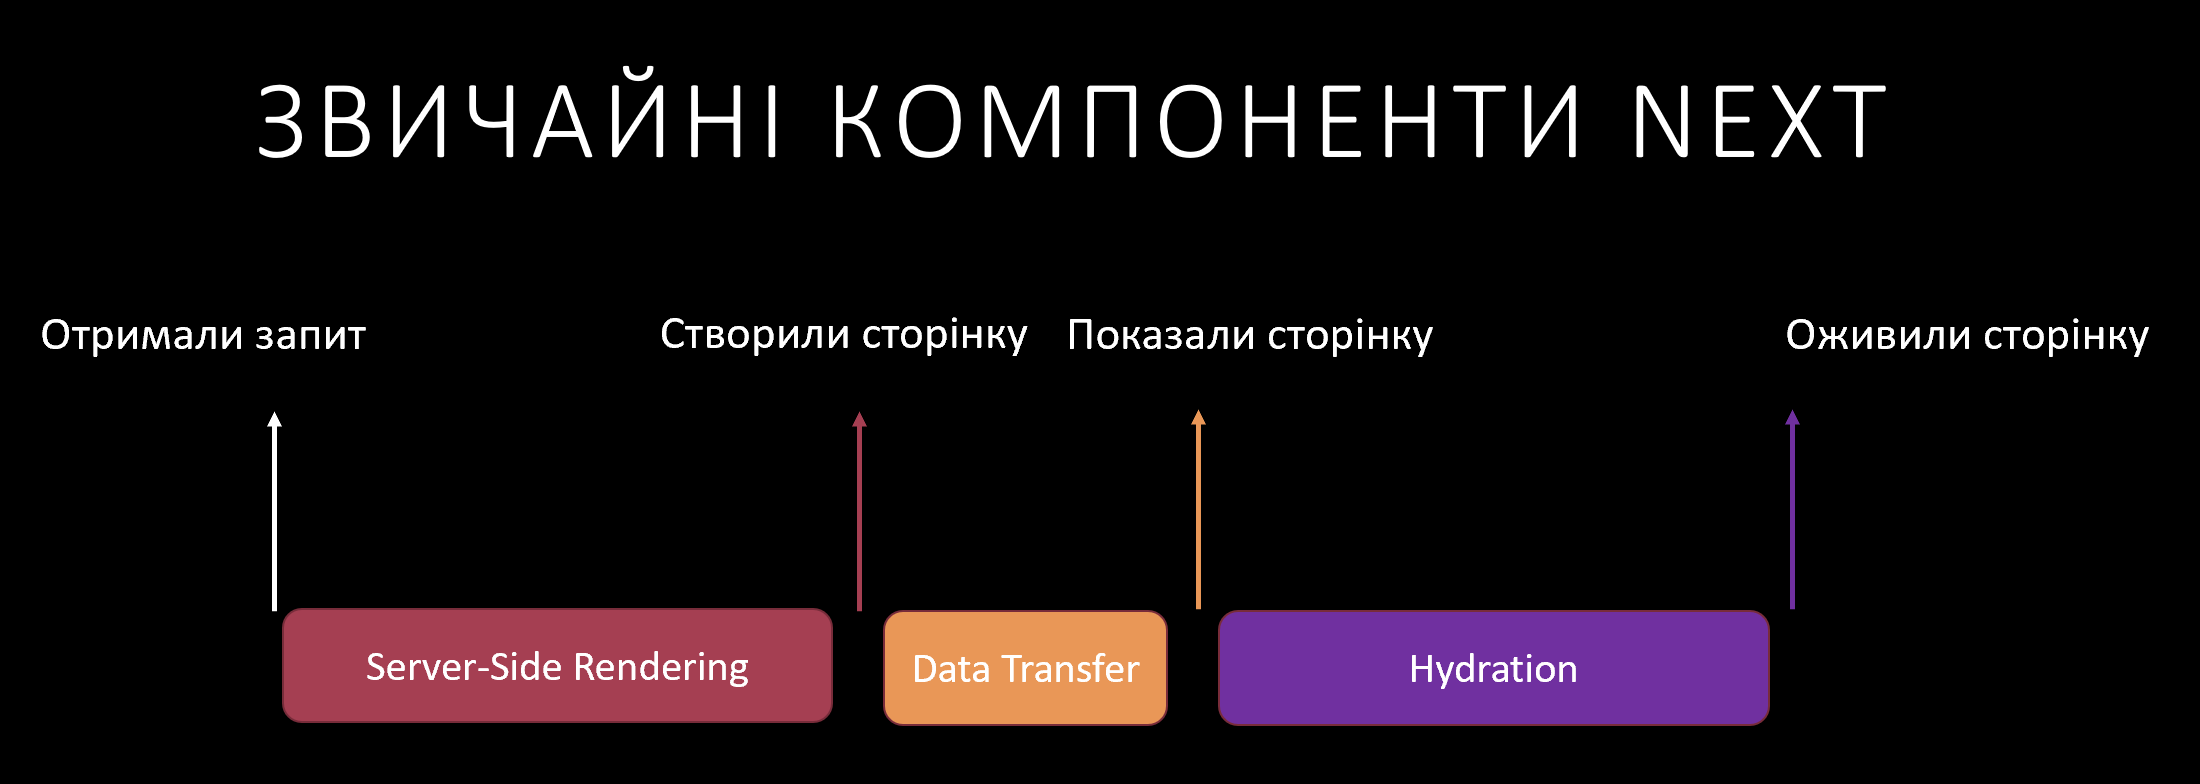 ЗВИЧАЙНІ КОМПОНЕНТИ NEXT
Отримали запит
Створили сторінку
Показали сторінку
Оживили сторінку
Server-Side Rendering
Data Transfer
Hydration